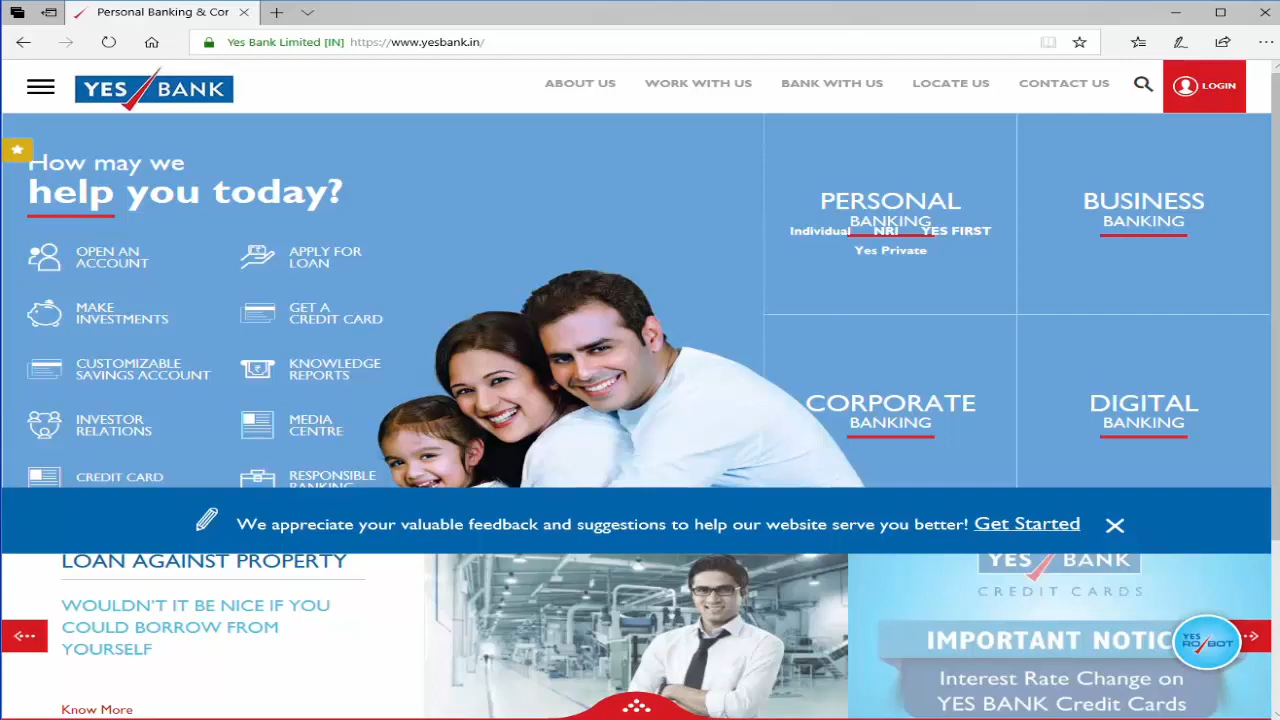 Personal Banking & Cor
Yes Bank Limited [IN] https://www.yesbank.in/
YES BANK
ABOUT US
WORK WITH US
BANK WITH US
LOCATE US
CONTACT US
LOGIN
How may we
help you today?
OPEN AN
ACCOUNT
APPLY FOR
LOAN
MAKE
INVESTMENTS
GET A
CREDIT CARD
CUSTOMIZABLE
SAVINGS ACCOUNT
KNOWLEDGE
REPORTS
INVESTOR
RELATIONS
MEDIA
CENTRE
CREDIT CARD
RESPONSIBLE
BANKING
PERSONAL
BANKING
Individual NRI YES FIRST
Yes Private
BUSINESS
BANKING
CORPORATE
BANKING
DIGITAL
BANKING
We appreciate your valuable feedback and suggestions to help our website serve you better! Get Started
LOAN AGAINST PROPERTY
WOULDN'T IT BE NICE IF YOU
COULD BORROW FROM
YOURSELF
Know More
YES BANK
CREDIT CARDS
IMPORTANT NOTIC
Interest Rate Change on
YES BANK Credit Cards
YES
RO/BOT